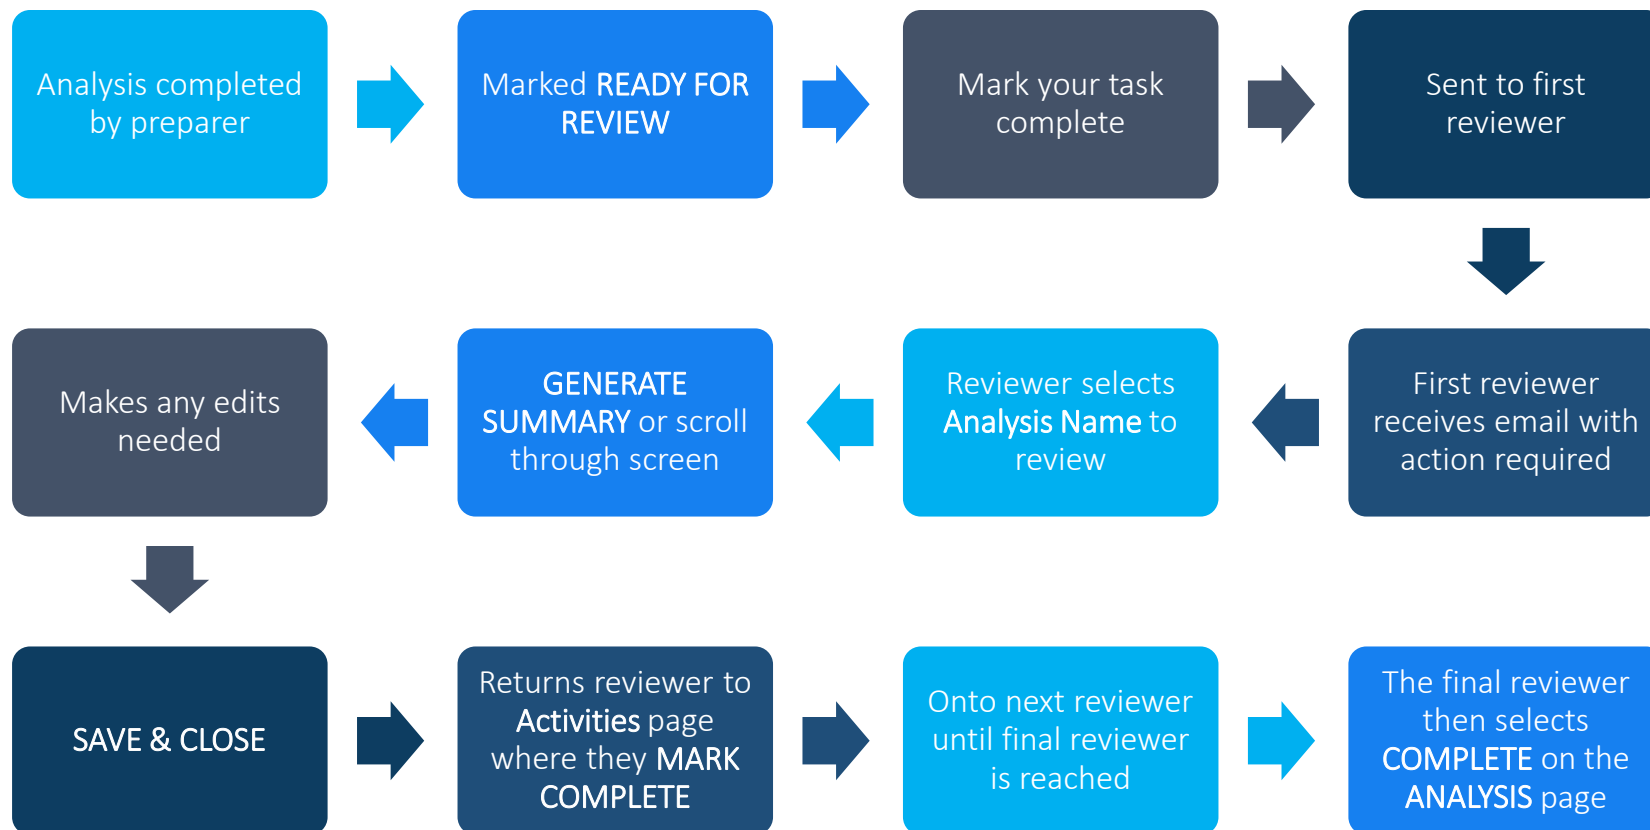 Analysis completed
by preparer
Marked READY FOR
REVIEW
Mark your task
complete
Sent to first
reviewer
First reviewer
receives email with
action required
Reviewer selects
Analysis Name to
review
GENERATE
SUMMARY or scroll
through screen
Makes any edits
needed
SAVE & CLOSE
Returns reviewer to
Activities page
where they MARK
COMPLETE
Onto next reviewer
until final reviewer
is reached
The final reviewer
then selects
COMPLETE on the
ANALYSIS page